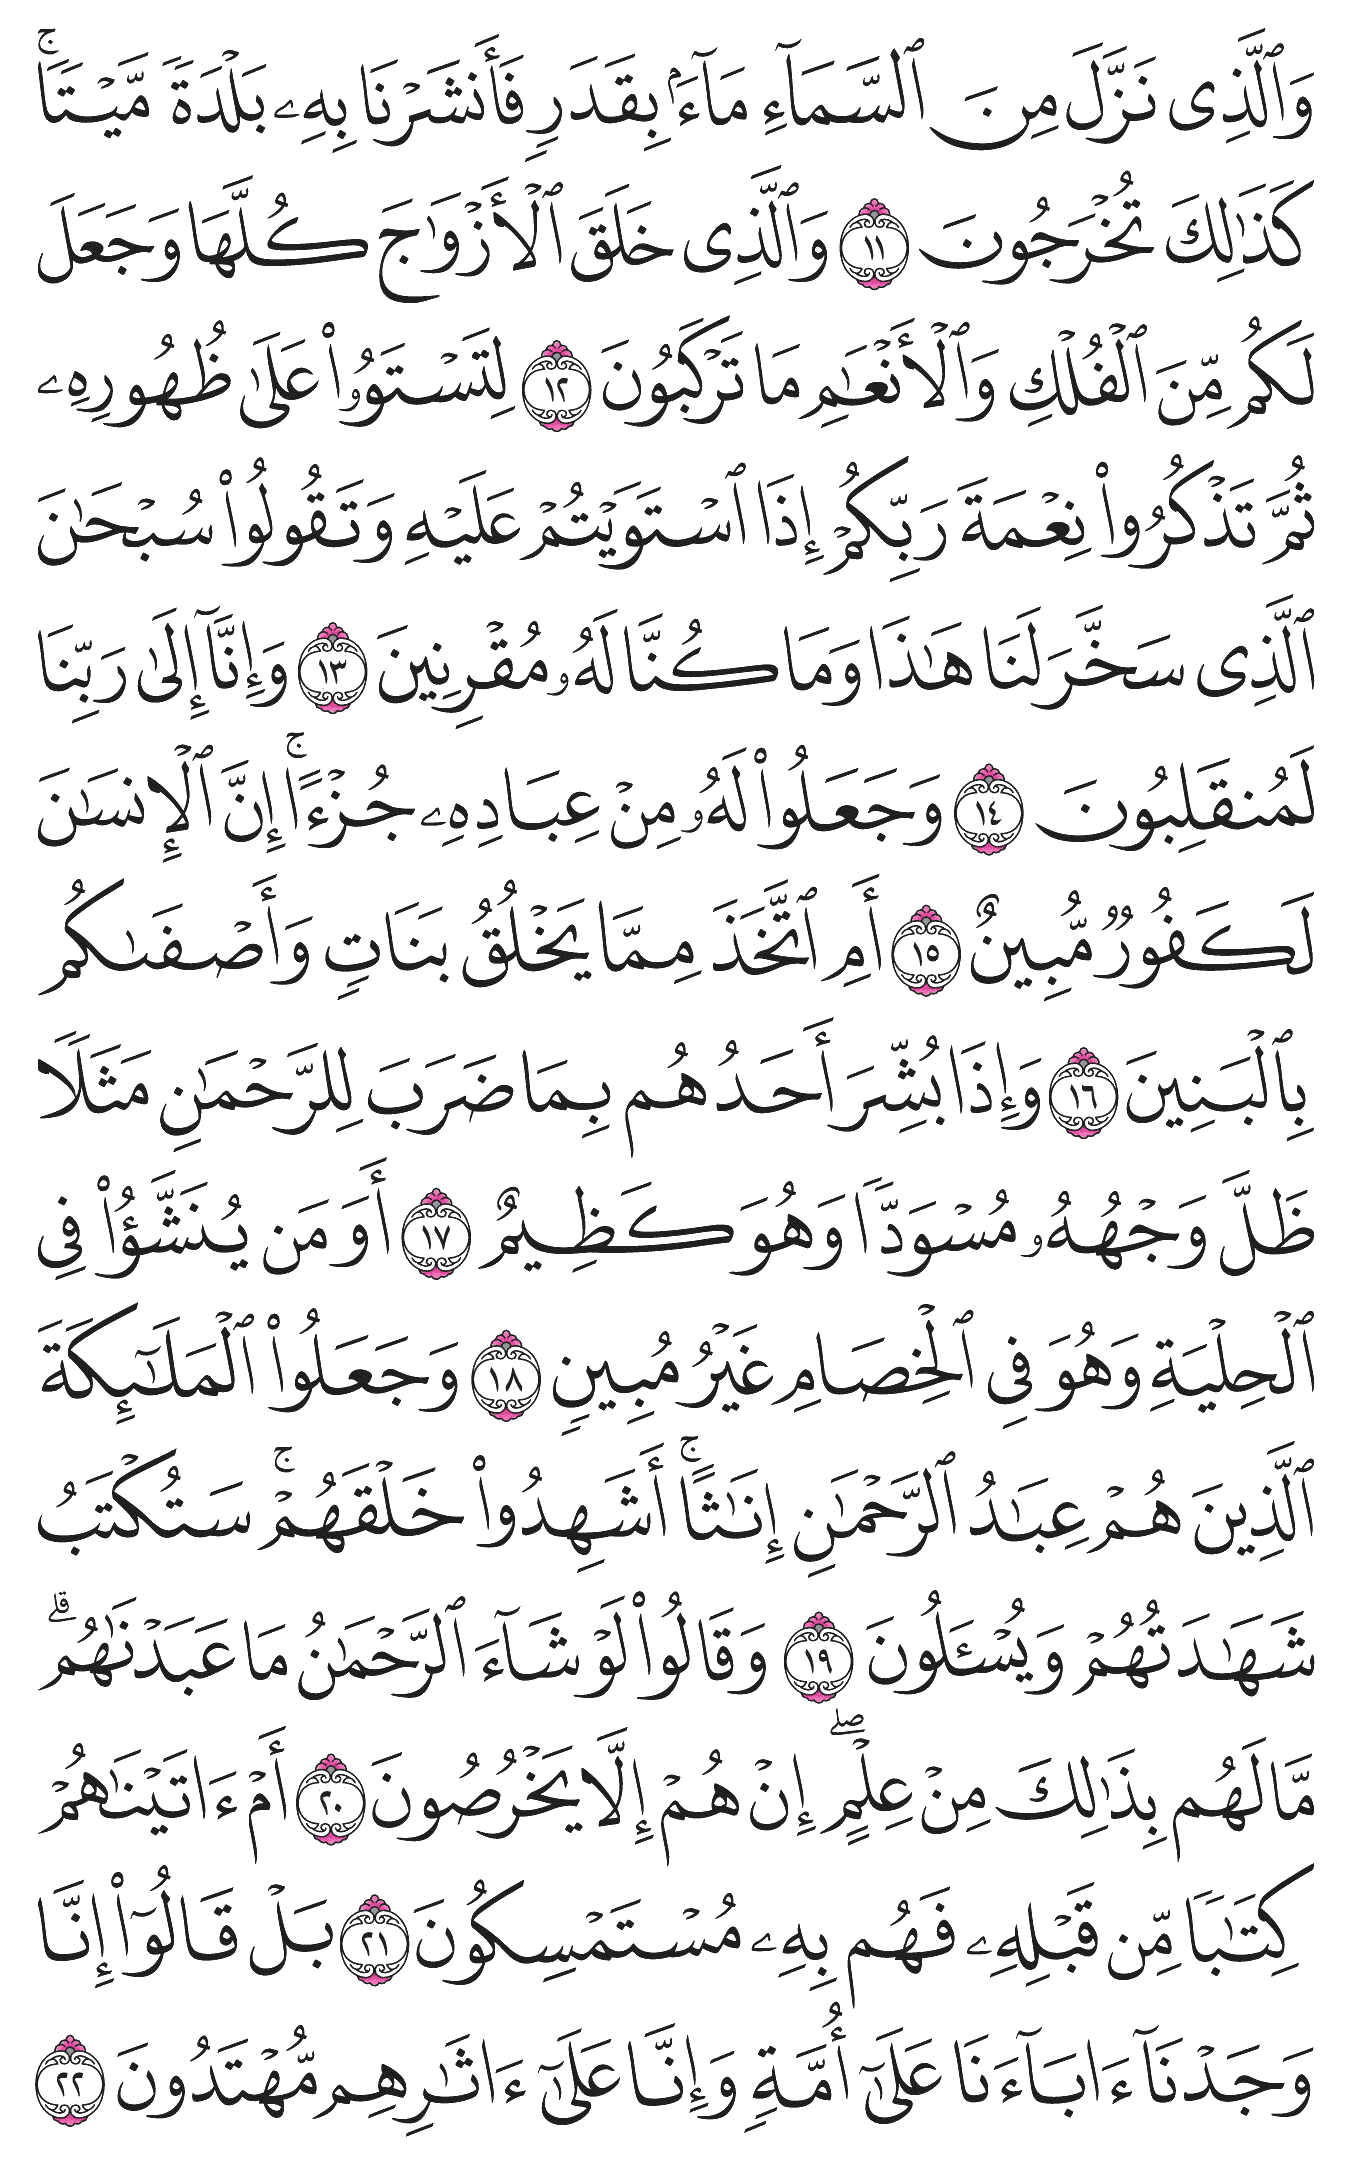 وَٱلَّذِى نَزَّلَ مِنَ ٱلسَّمَآءِ مَآءَۢ بِقَدَرٍ فَأَنشَرْنَا بِهِۦ بَلْدَةً مَّيْتًا ۚ
كَذَٰلِكَ تُخْرَجُونَ ١١ وَٱلَّذِى خَلَقَ ٱلْأَزْوَٰجَ كُلَّهَا وَجَعَلَ
لَكُم مِّنَ ٱلْفُلْكِ وَٱلْأَنْعَٰمِ مَا تَرْكَبُونَ ١٢ لِتَسْتَوُۥا۟ عَلَىٰ ظُهُورِهِۦ
ثُمَّ تَذْكُرُوا۟ نِعْمَةَ رَبِّكُمْ إِذَا ٱسْتَوَيْتُمْ عَلَيْهِ وَتَقُولُوا۟ سُبْحَٰنَ
ٱلَّذِى سَخَّرَ لَنَا هَٰذَا وَمَا كُنَّا لَهُۥ مُقْرِنِينَ ١٣ وَإِنَّآ إِلَىٰ رَبِّنَا
لَمُنقَلِبُونَ ١٤ وَجَعَلُوا۟ لَهُۥ مِنْ عِبَادِهِۦ جُزْءًا ۚ إِنَّ ٱلْإِنسَٰنَ
لَكَفُورٌ مُّبِينٌ ١٥ أَمِ ٱتَّخَذَ مِمَّا يَخْلُقُ بَنَاتٍ وَأَصْفَىٰكُم
بِٱلْبَنِينَ ١٦ وَإِذَا بُشِّرَ أَحَدُهُم بِمَا ضَرَبَ لِلرَّحْمَٰنِ مَثَلًا
ظَلَّ وَجْهُهُۥ مُسْوَدًّا وَهُوَ كَظِيمٌ ١٧ أَوَمَن يُنَشَّؤُا۟ فِى
ٱلْحِلْيَةِ وَهُوَ فِى ٱلْخِصَامِ غَيْرُ مُبِينٍ ١٨ وَجَعَلُوا۟ ٱلْمَلَٰٓئِكَةَ
ٱلَّذِينَ هُمْ عِبَٰدُ ٱلرَّحْمَٰنِ إِنَٰثًا ۚ أَشَهِدُوا۟ خَلْقَهُمْ ۚ سَتُكْتَبُ
شَهَٰدَتُهُمْ وَيُسْـَٔلُونَ ١٩ وَقَالُوا۟ لَوْ شَآءَ ٱلرَّحْمَٰنُ مَا عَبَدْنَٰهُم ۗ
مَّا لَهُم بِذَٰلِكَ مِنْ عِلْمٍ ۖ إِنْ هُمْ إِلَّا يَخْرُصُونَ ٢٠ أَمْ ءَاتَيْنَٰهُمْ
كِتَٰبًا مِّن قَبْلِهِۦ فَهُم بِهِۦ مُسْتَمْسِكُونَ ٢١ بَلْ قَالُوٓا۟ إِنَّا
وَجَدْنَآ ءَابَآءَنَا عَلَىٰٓ أُمَّةٍ وَإِنَّا عَلَىٰٓ ءَاثَٰرِهِم مُّهْتَدُونَ ٢٢